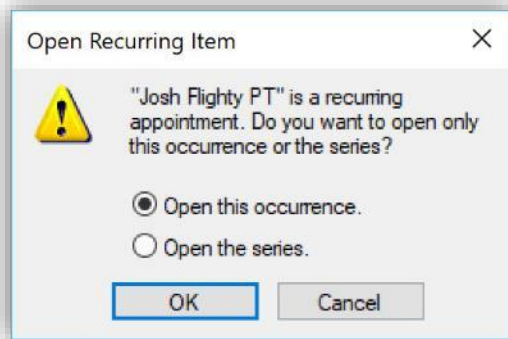 Open Recurring Item
"Josh Flighty PT" is a recurring
appointment. Do you want to open only
this occurrence or the series?
Open this occurrence.
Open the series.
OK
Cancel